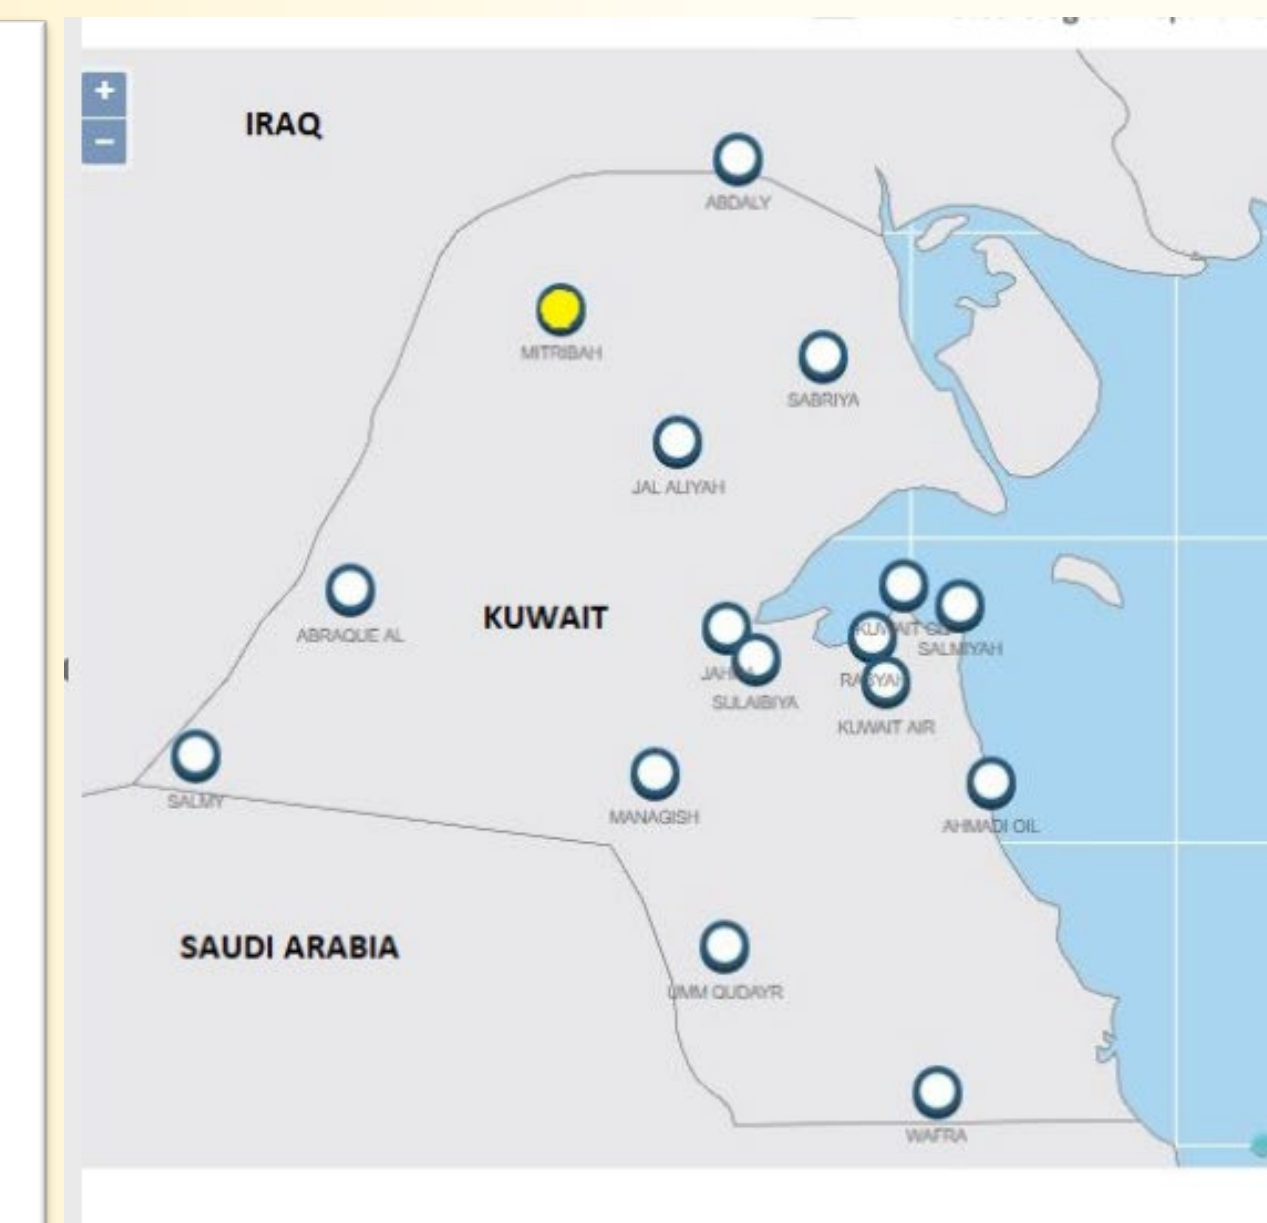 +
−
IRAQ
ABDALY
MITRIBAH
SABRIYA
JAL ALIYAH
ABRAQUE AL
KUWAIT
KUWAIT
SALMIYAH
SULAIBIYA
KUWAIT AIR
SALMY
MANAGISH
AHMADI OIL
SAUDI ARABIA
UMM QUDAYR
WAFRA